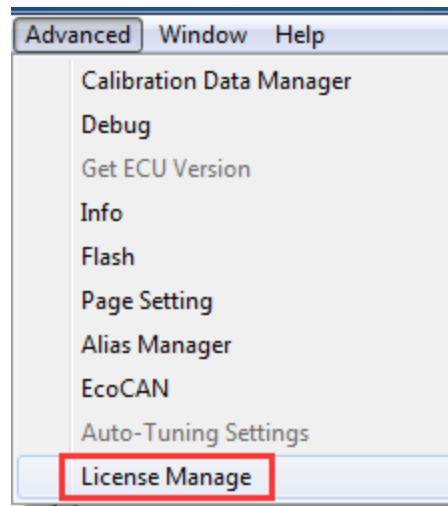 Advanced Window Help
Calibration Data Manager
Debug
Get ECU Version
Info
Flash
Page Setting
Alias Manager
EcoCAN
Auto-Tuning Settings
License Manage